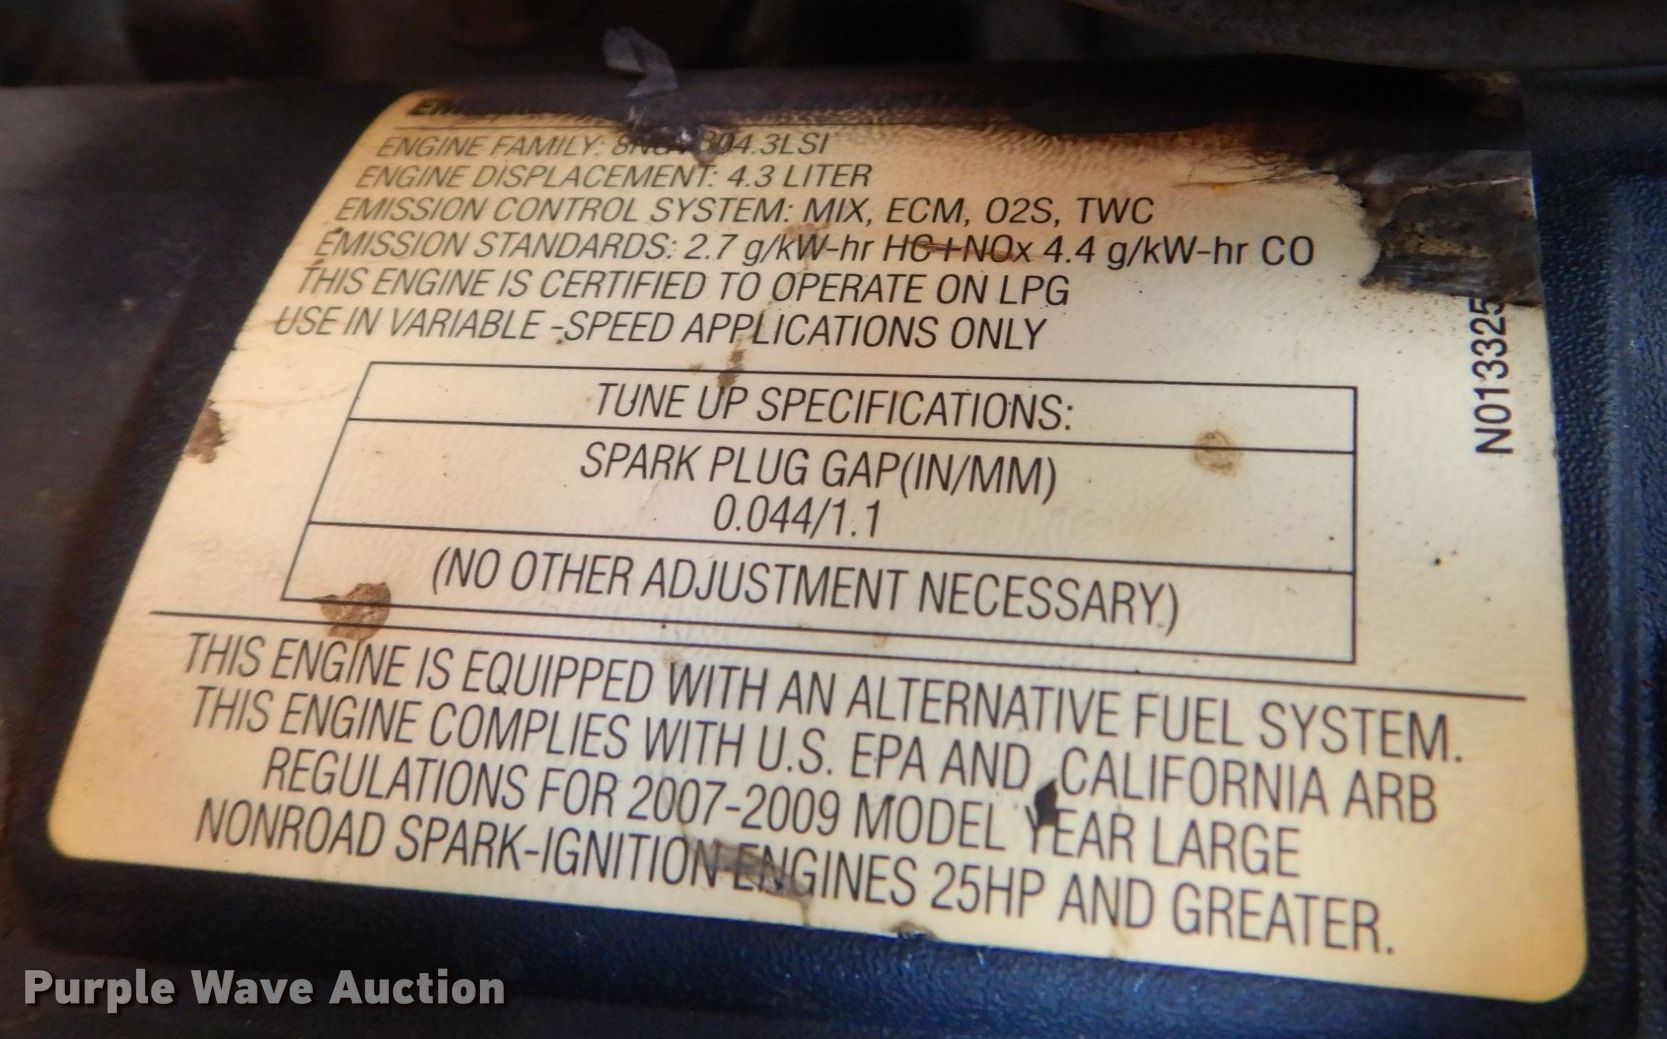 ENGINE FAMILY: 4.3LSI
ENGINE DISPLACEMENT: 4.3 LITER
EMISSION CONTROL SYSTEM: MIX, ECM, O2S, TWC
EMISSION STANDARDS: 2.7 g/kW-hr HC+NOx 4.4 g/kW-hr CO
THIS ENGINE IS CERTIFIED TO OPERATE ON LPG
USE IN VARIABLE -SPEED APPLICATIONS ONLY
N013325
TUNE UP SPECIFICATIONS:
SPARK PLUG GAP(IN/MM)
0.044/1.1
(NO OTHER ADJUSTMENT NECESSARY.)
THIS ENGINE IS EQUIPPED WITH AN ALTERNATIVE FUEL SYSTEM.
THIS ENGINE COMPLIES WITH U.S. EPA AND CALIFORNIA ARB
REGULATIONS FOR 2007-2009 MODEL YEAR LARGE
NONROAD SPARK-IGNITION ENGINES 25HP AND GREATER.
Purple Wave Auction